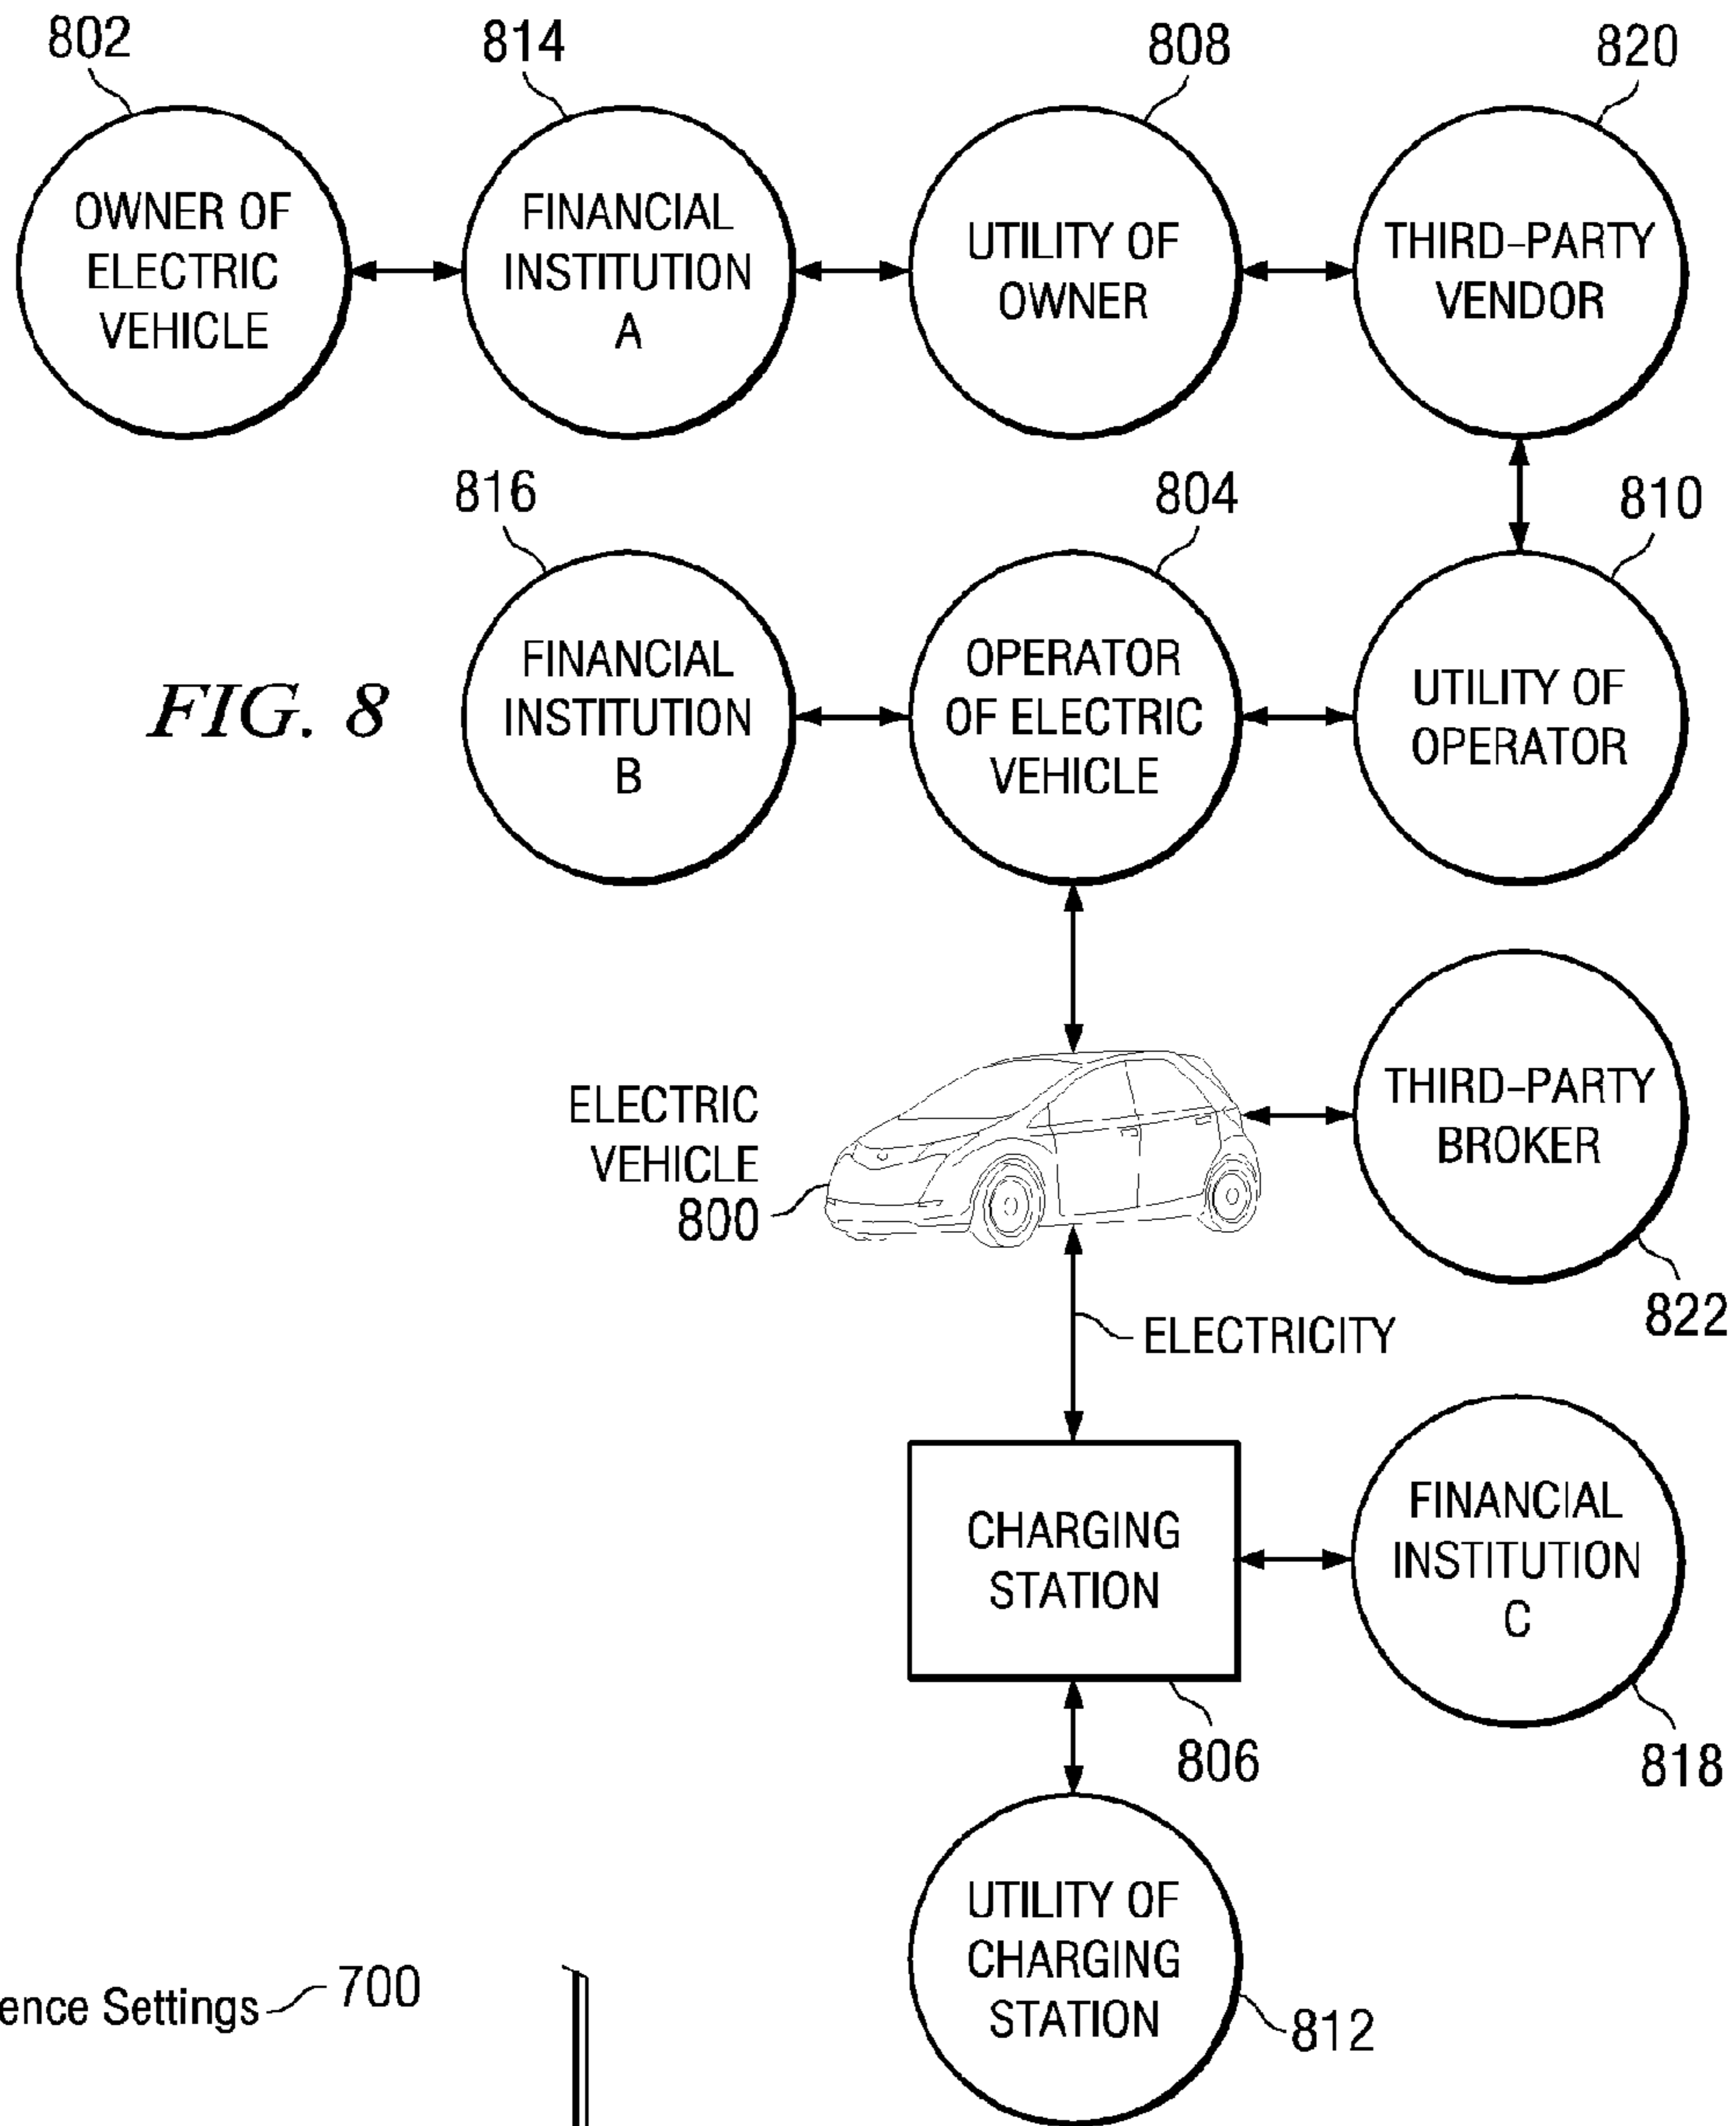 802
814
808
820
OWNER OF
ELECTRIC
VEHICLE
FINANCIAL
INSTITUTION
A
UTILITY OF
OWNER
THIRD-PARTY
VENDOR
816
804
810
FIG. 8
FINANCIAL
INSTITUTION
B
OPERATOR
OF ELECTRIC
VEHICLE
UTILITY OF
OPERATOR
ELECTRIC
VEHICLE
800
THIRD-PARTY
BROKER
822
ELECTRICITY
CHARGING
STATION
FINANCIAL
INSTITUTION
C
806
818
UTILITY OF
CHARGING
STATION
812
ence Settings 700